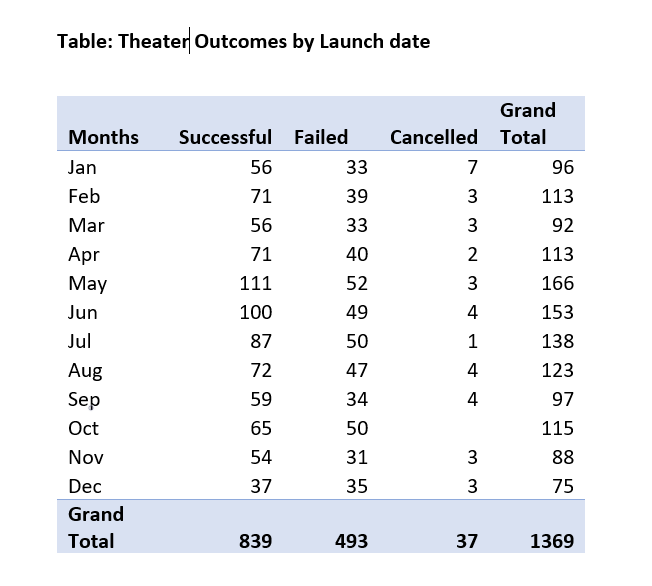 Table: Theater Outcomes by Launch date
Grand
Months Successful Failed Cancelled Total
Jan 56 33 7 96
Feb 71 39 3 113
Mar 56 33 3 92
Apr 71 40 2 113
May 111 52 3 166
Jun 100 49 4 153
Jul 87 50 1 138
Aug 72 47 4 123
Sep 59 34 4 97
Oct 65 50 115
Nov 54 31 3 88
Dec 37 35 3 75
Grand
Total 839 493 37 1369